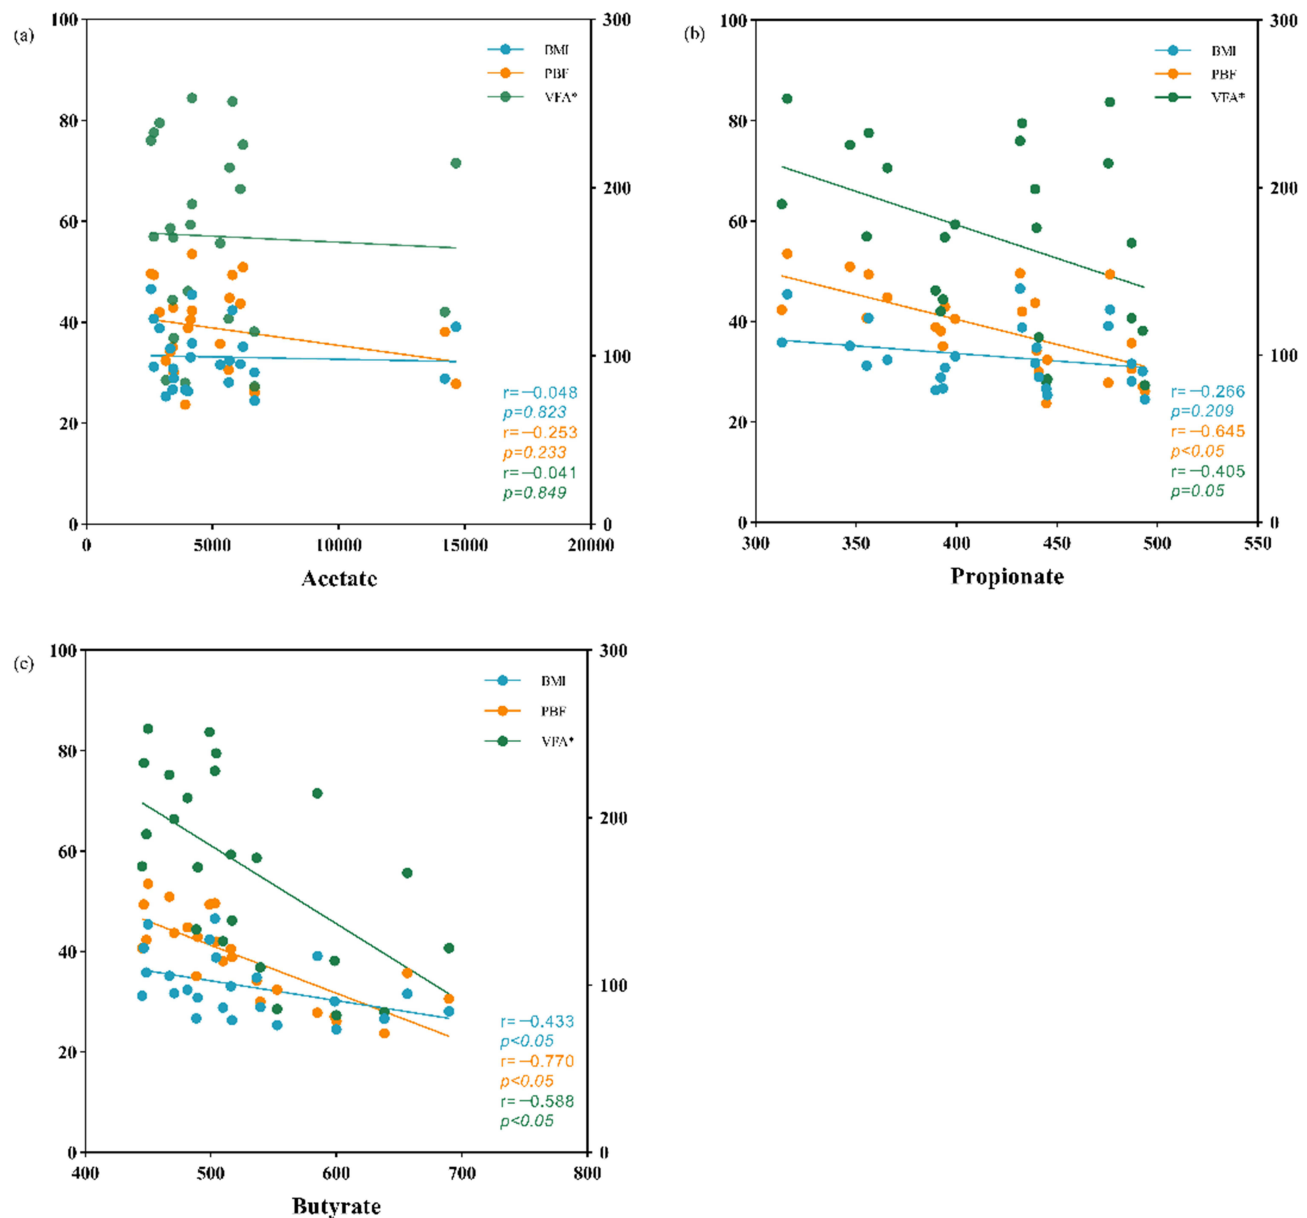 (a)
100
80
60
40
20
0
300
200
100
0
BMI
PBF
VFA*
r=−0.048
p=0.823
r=−0.253
p=0.233
r=−0.041
p=0.849
0 5000 10000 15000 20000
Acetate
(b)
100
80
60
40
20
0
300
200
100
0
BMI
PBF
VFA*
r=−0.266
p=0.209
r=−0.645
p<0.05
r=−0.405
p=0.05
300 350 400 450 500 550
Propionate
(c)
100
80
60
40
20
0
300
200
100
0
BMI
PBF
VFA*
r=−0.433
p<0.05
r=−0.770
p<0.05
r=−0.588
p<0.05
400 500 600 700 800
Butyrate